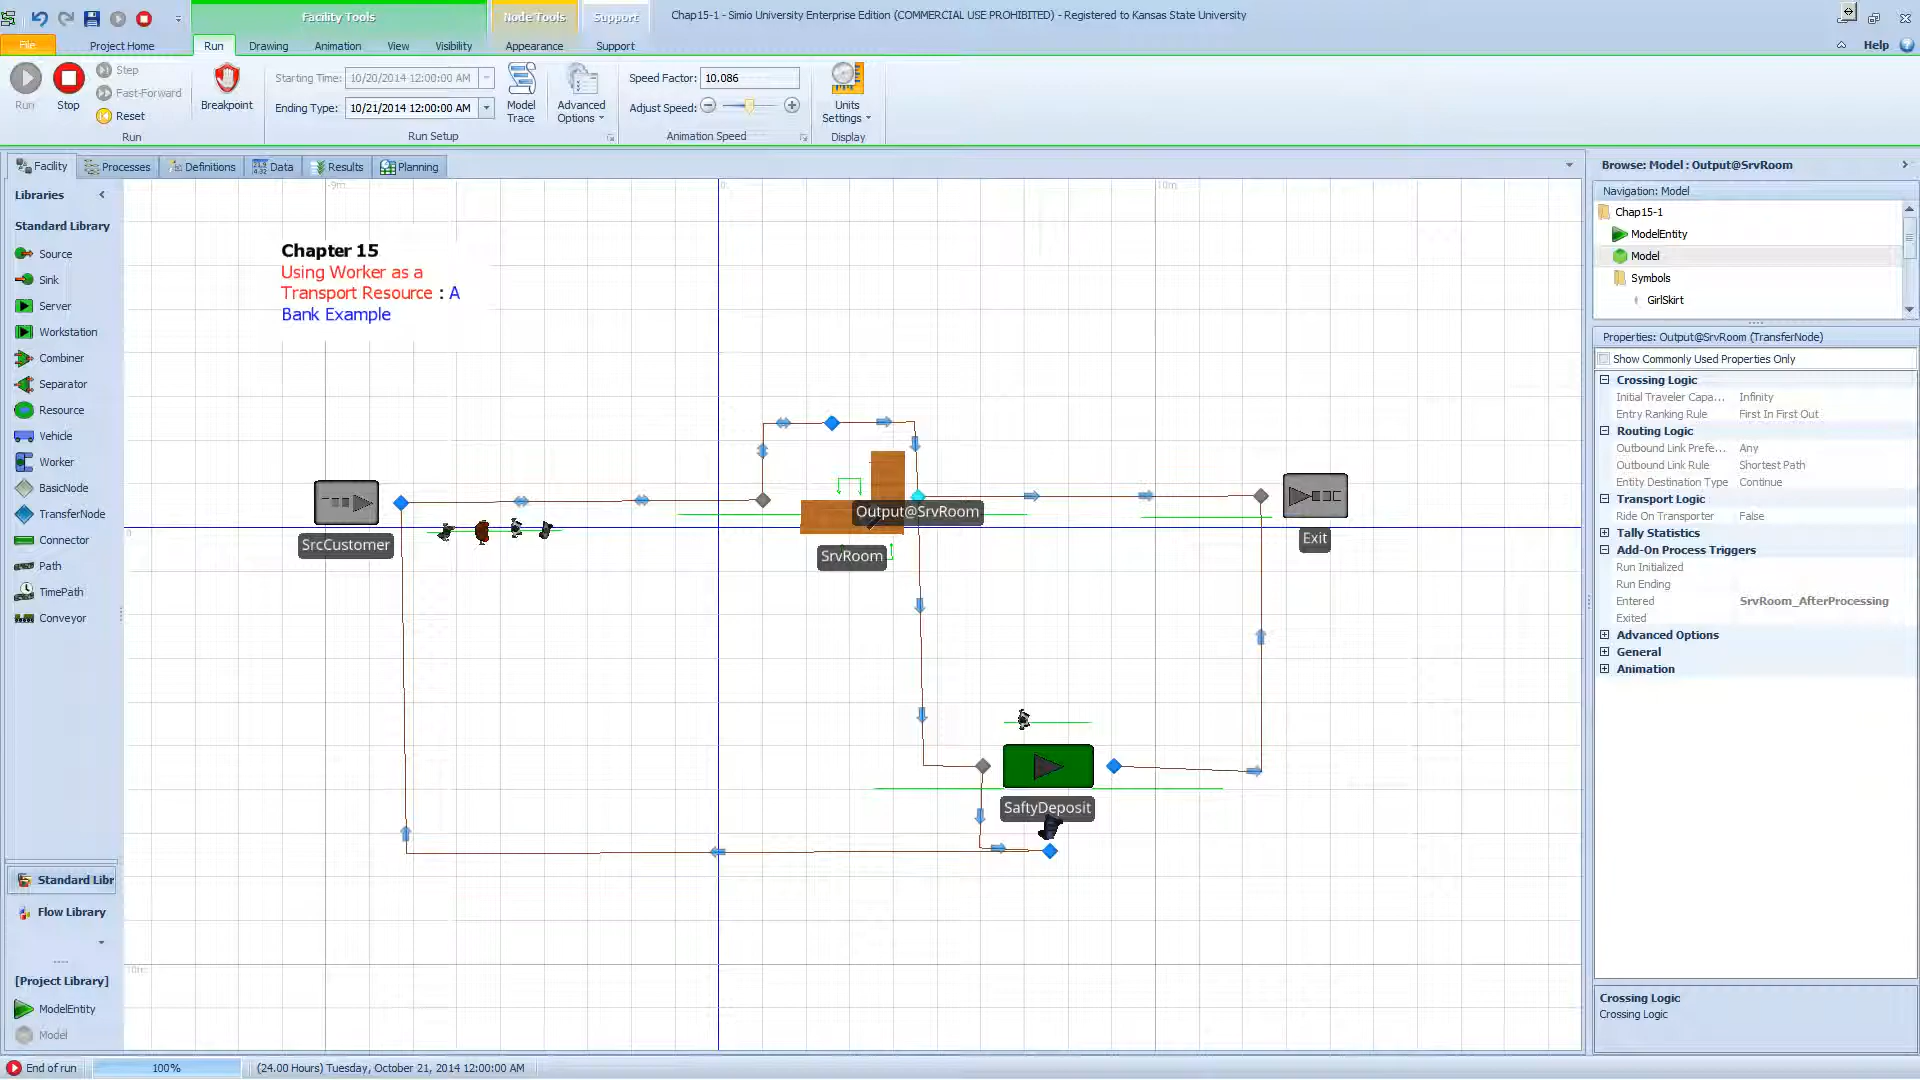 Facility Tools
Node Tools
Support
Chap15-1 - Simio University Enterprise Edition (COMMERCIAL USE PROHIBITED) - Registered to Kansas State University
File
Project Home
Run
Drawing
Animation
View
Visibility
Appearance
Support
Help
Run
Stop
Step
Fast-Forward
Reset
Run
Breakpoint
Starting Time: 10/20/2014 12:00:00 AM
Ending Type: 10/21/2014 12:00:00 AM
Run Setup
Model Trace
Advanced Options
Speed Factor: 10.086
Adjust Speed:
Animation Speed
Units Settings
Display
Facility
Processes
Definitions
Data
Results
Planning
Libraries
Standard Library
Source
Sink
Server
Workstation
Combiner
Separator
Resource
Vehicle
Worker
BasicNode
TransferNode
Connector
Path
TimePath
Conveyor
Standard Libr
Flow Library
[Project Library]
ModelEntity
Model
Chapter 15
Using Worker as a
Transport Resource : A
Bank Example
SrcCustomer
Output@SrvRoom
SrvRoom
Exit
SaftyDeposit
Browse: Model : Output@SrvRoom
Navigation: Model
Chap15-1
ModelEntity
Model
Symbols
GirlSkirt
Properties: Output@SrvRoom (TransferNode)
Show Commonly Used Properties Only
Crossing Logic
Initial Traveler Capa... Infinity
Entry Ranking Rule First In First Out
Routing Logic
Outbound Link Prefe... Any
Outbound Link Rule Shortest Path
Entity Destination Type Continue
Transport Logic
Ride On Transporter False
Tally Statistics
Add-On Process Triggers
Run Initialized
Run Ending
Entered SrvRoom_AfterProcessing
Exited
Advanced Options
General
Animation
Crossing Logic
Crossing Logic
End of run
100%
(24.00 Hours) Tuesday, October 21, 2014 12:00:00 AM